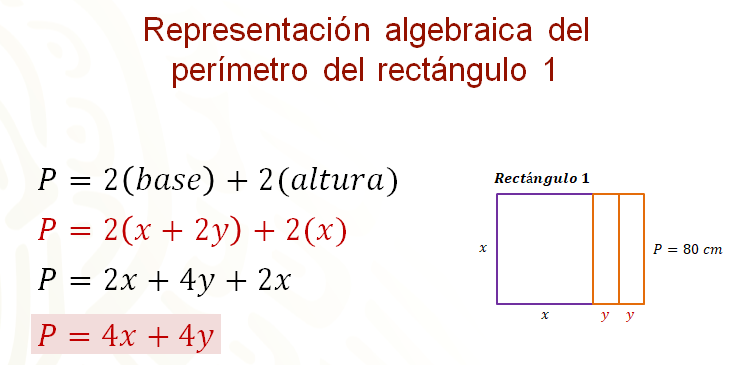 Representación algebraica del
perímetro del rectángulo 1
P = 2(base) + 2(altura)
P = 2(x + 2y) + 2(x)
P = 2x + 4y + 2x
P = 4x + 4y
Rectángulo 1
x
P = 80 cm
x y y